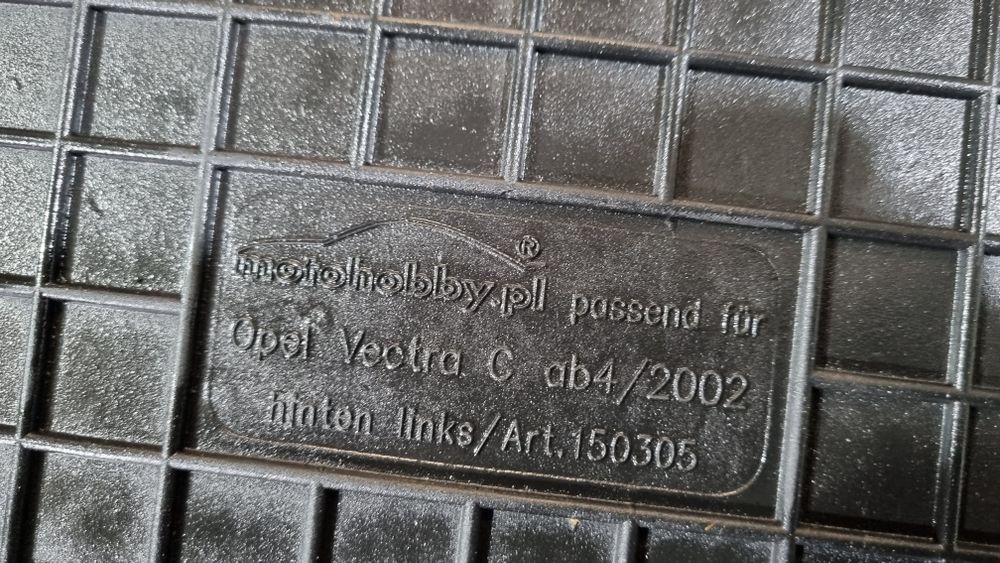 motohobby.pl® passend für
Opel Vectra C ab4/2002
hinten links/Art.150305